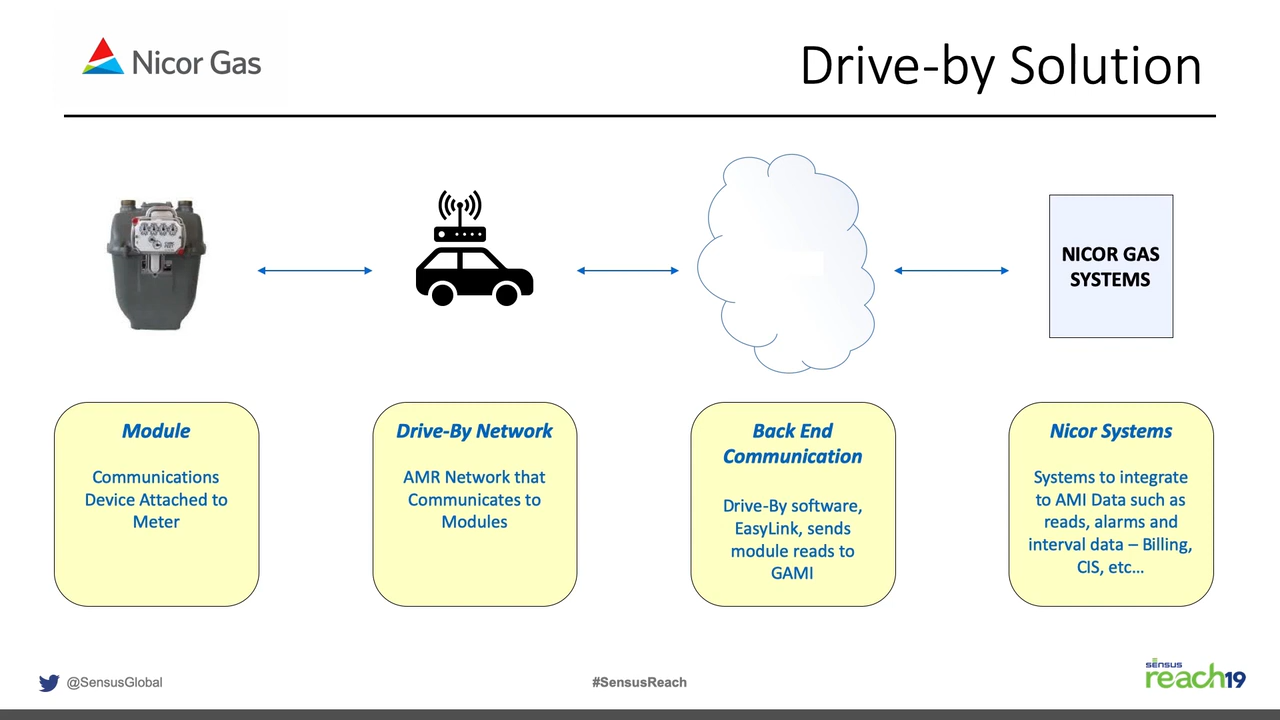 Nicor Gas
Drive-by Solution
NICOR GAS
SYSTEMS
Module
Communications
Device Attached to
Meter
Drive-By Network
AMR Network that
Communicates to
Modules
Back End
Communication
Drive-By software,
EasyLink, sends
module reads to
GAMI
Nicor Systems
Systems to integrate
to AMI Data such as
reads, alarms and
interval data – Billing,
CIS, etc…
@SensusGlobal
#SensusReach
sensus
reach19